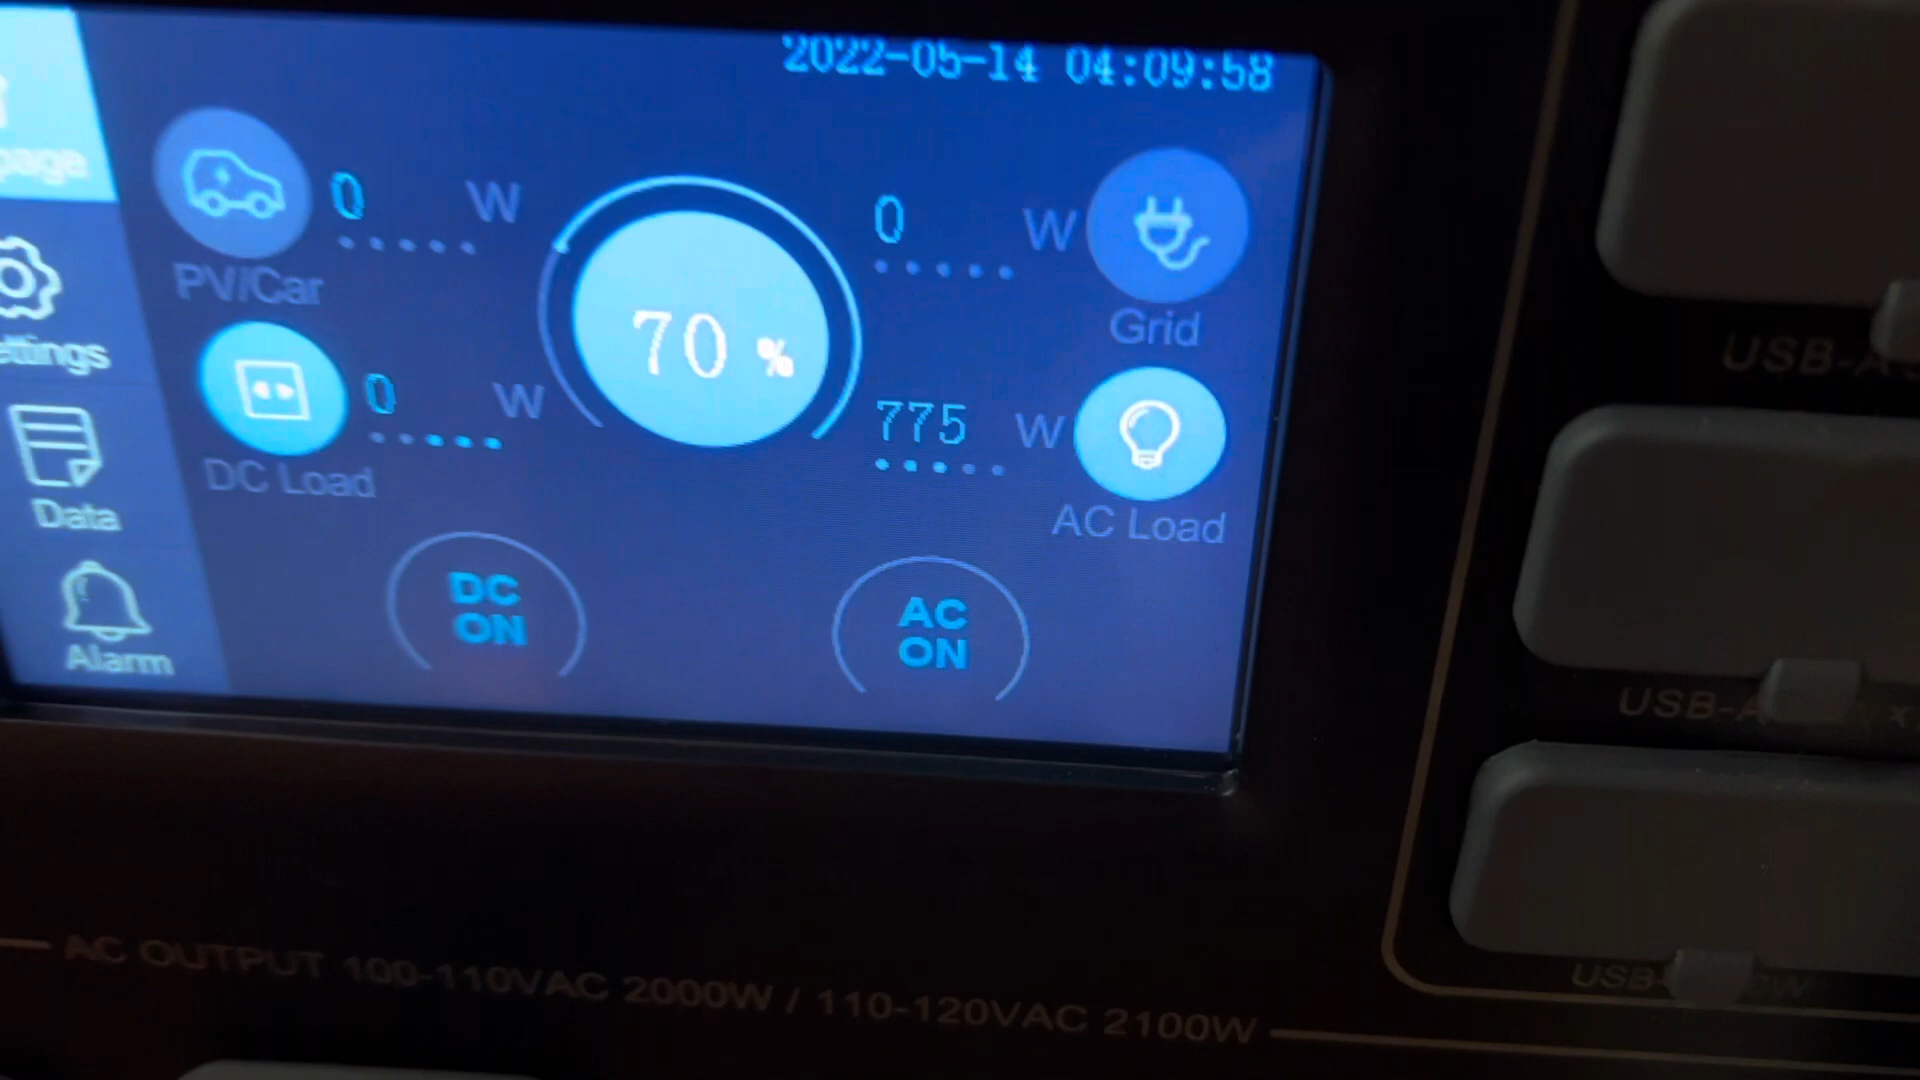 2022-05-14 04:09:58
page
0 W
PV/Car
0 W
Grid
70 %
ettings
0 W
DC Load
775 W
AC Load
Data
DC
ON
AC
ON
Alarm
USB-A
USB-A
USB-
AC OUTPUT 100-110VAC 2000W / 110-120VAC 2100W